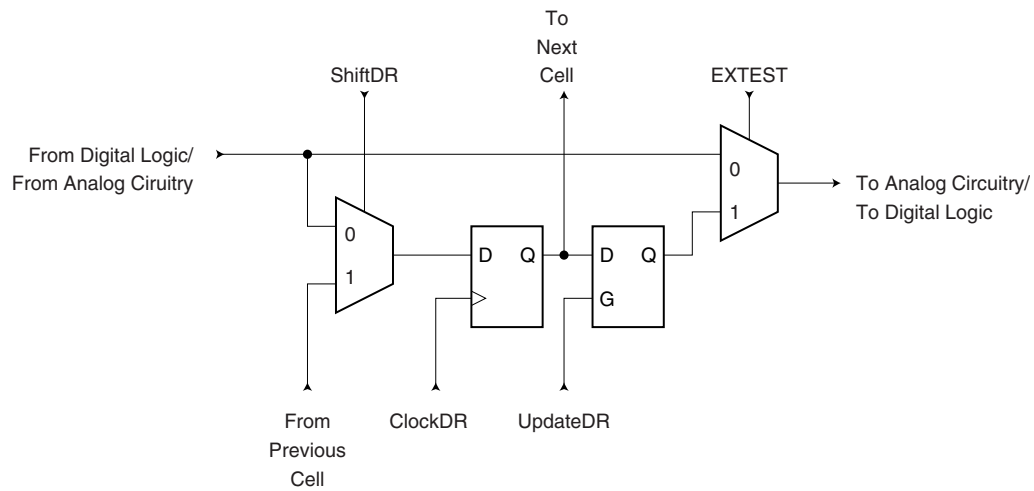 To
Next
Cell
ShiftDR
EXTEST
From Digital Logic/
From Analog Ciruitry
0
1
0
1
To Analog Circuitry/
To Digital Logic
D Q
D Q
G
From
Previous
Cell
ClockDR
UpdateDR